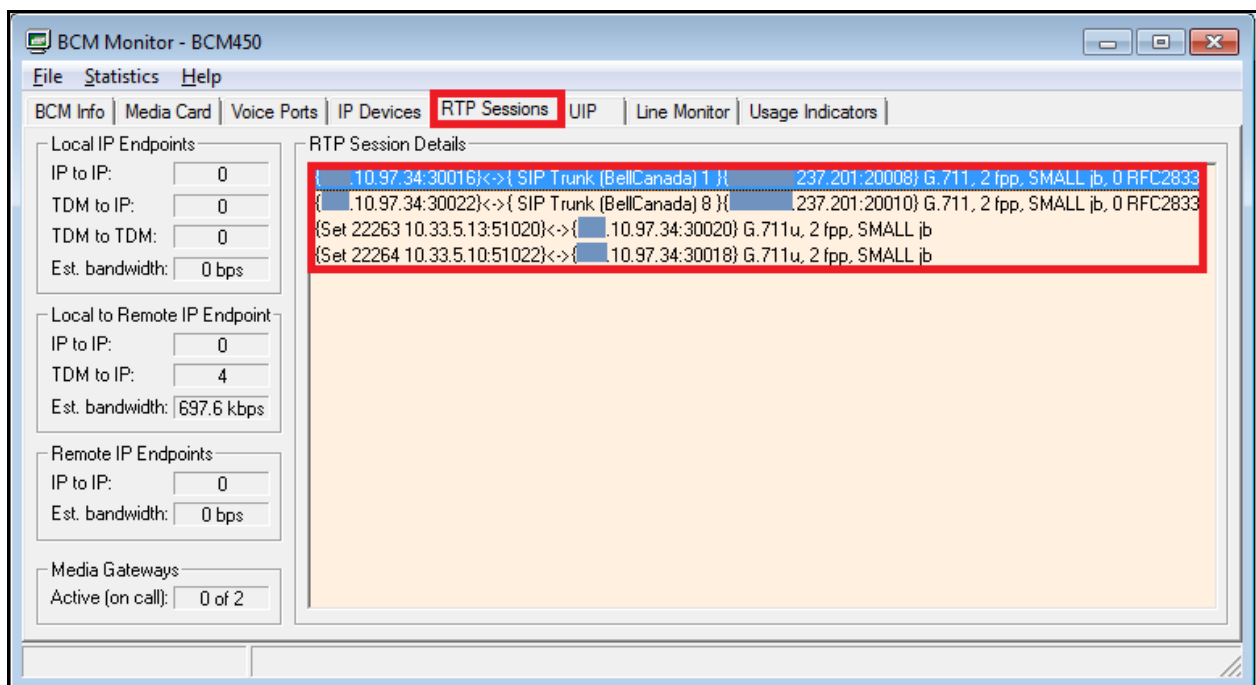 BCM Monitor - BCM450
File Statistics Help
BCM Info Media Card Voice Ports IP Devices RTP Sessions UIP Line Monitor Usage Indicators
Local IP Endpoints
IP to IP: 0
TDM to IP: 0
TDM to TDM: 0
Est. bandwidth: 0 bps
Local to Remote IP Endpoint
IP to IP: 0
TDM to IP: 4
Est. bandwidth: 697.6 kbps
Remote IP Endpoints
IP to IP: 0
Est. bandwidth: 0 bps
Media Gateways
Active (on call): 0 of 2
RTP Session Details
{ .10.97.34:30016}<->{ SIP Trunk (BellCanada) 1 }{ 237.201:20008} G.711, 2 fpp, SMALL jb, 0 RFC2833
{ .10.97.34:30022}<->{ SIP Trunk (BellCanada) 8 }{ .237.201:20010} G.711, 2 fpp, SMALL jb, 0 RFC2833
{Set 22263 10.33.5.13:51020}<->{ .10.97.34:30020} G.711u, 2 fpp, SMALL jb
{Set 22264 10.33.5.10:51022}<->{ .10.97.34:30018} G.711u, 2 fpp, SMALL jb